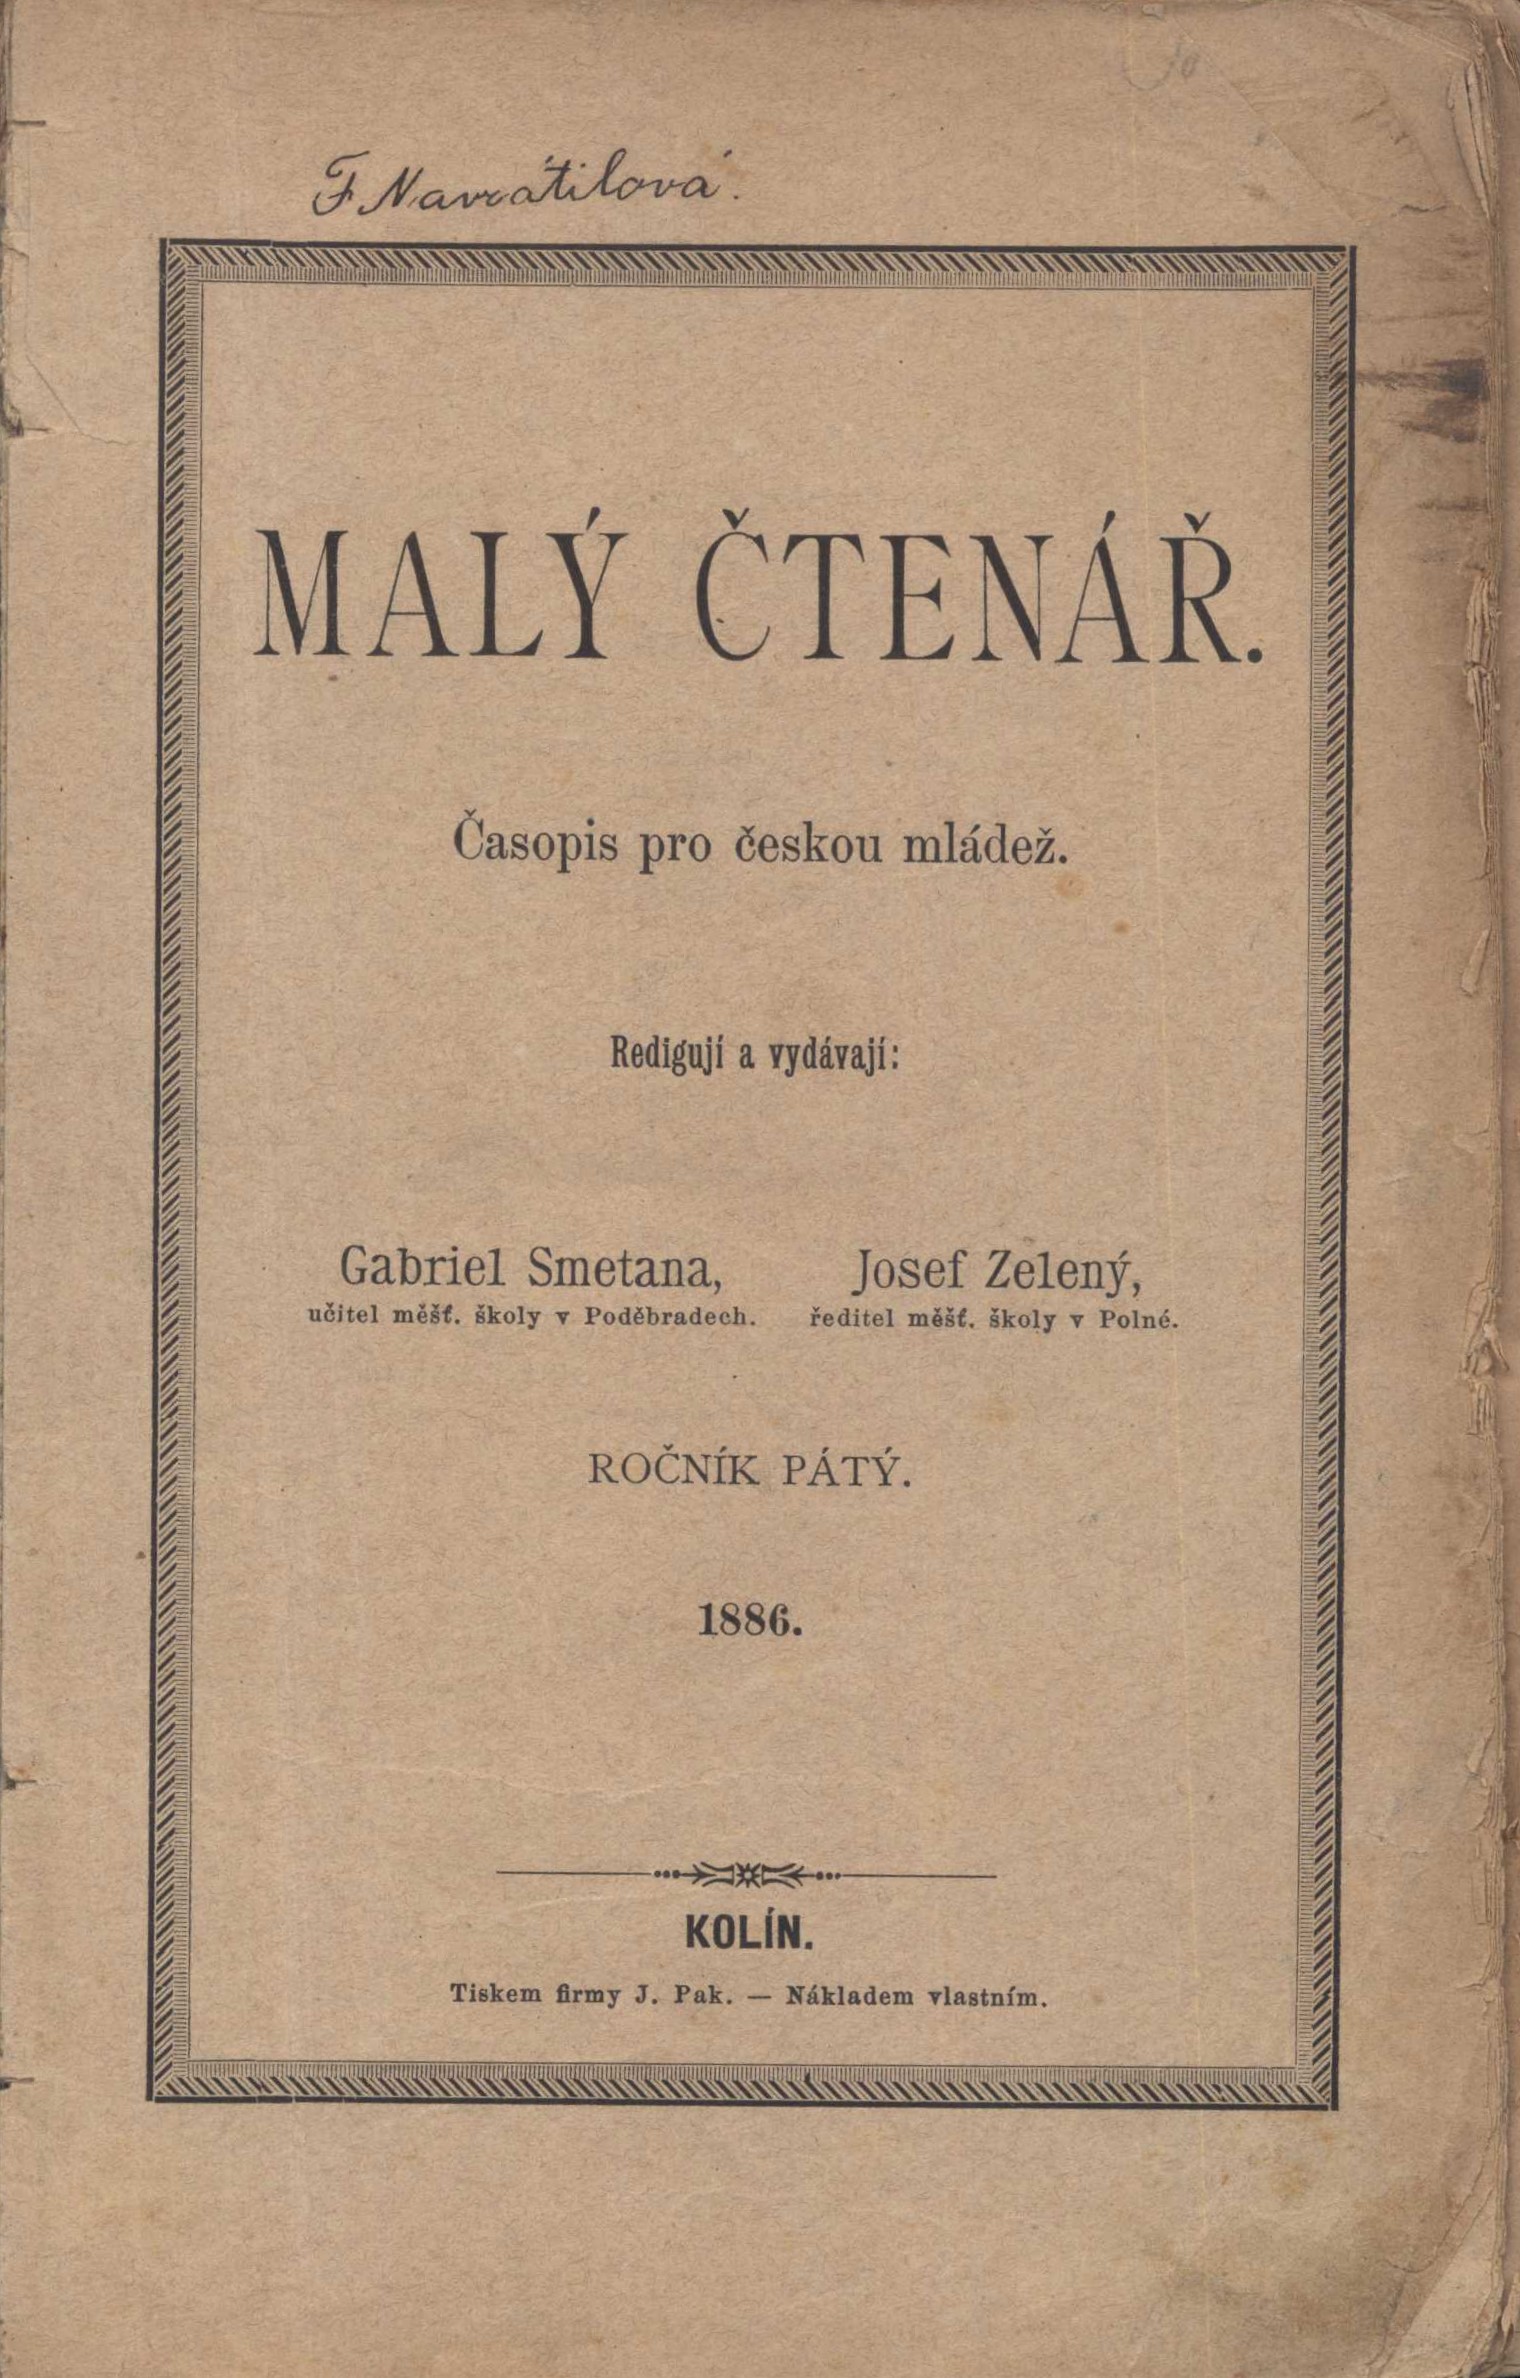 F Navrátilová.
MALÝ ČTENÁŘ.
Časopis pro českou mládež.
Redigují a vydávají:
Gabriel Smetana,
učitel měšť. školy v Poděbradech.
Josef Zelený,
ředitel měšť. školy v Polné.
ROČNÍK PÁTÝ.
1886.
KOLÍN.
Tiskem firmy J. Pak. — Nákladem vlastním.